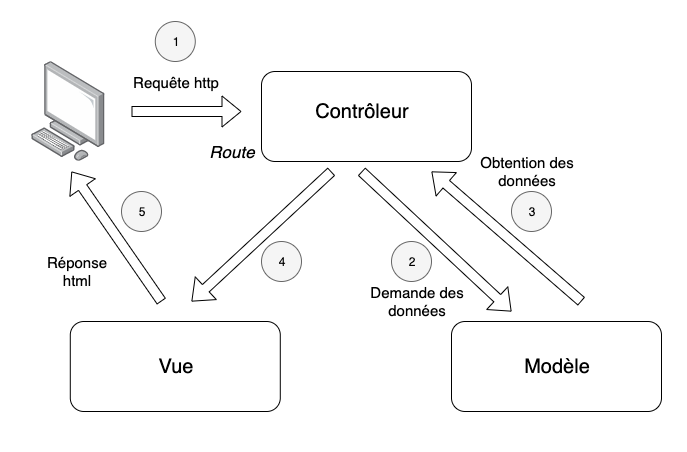 1
Requête http
Contrôleur
Route
Obtention des
données
3
5
4
2
Réponse
html
Demande des
données
Vue
Modèle